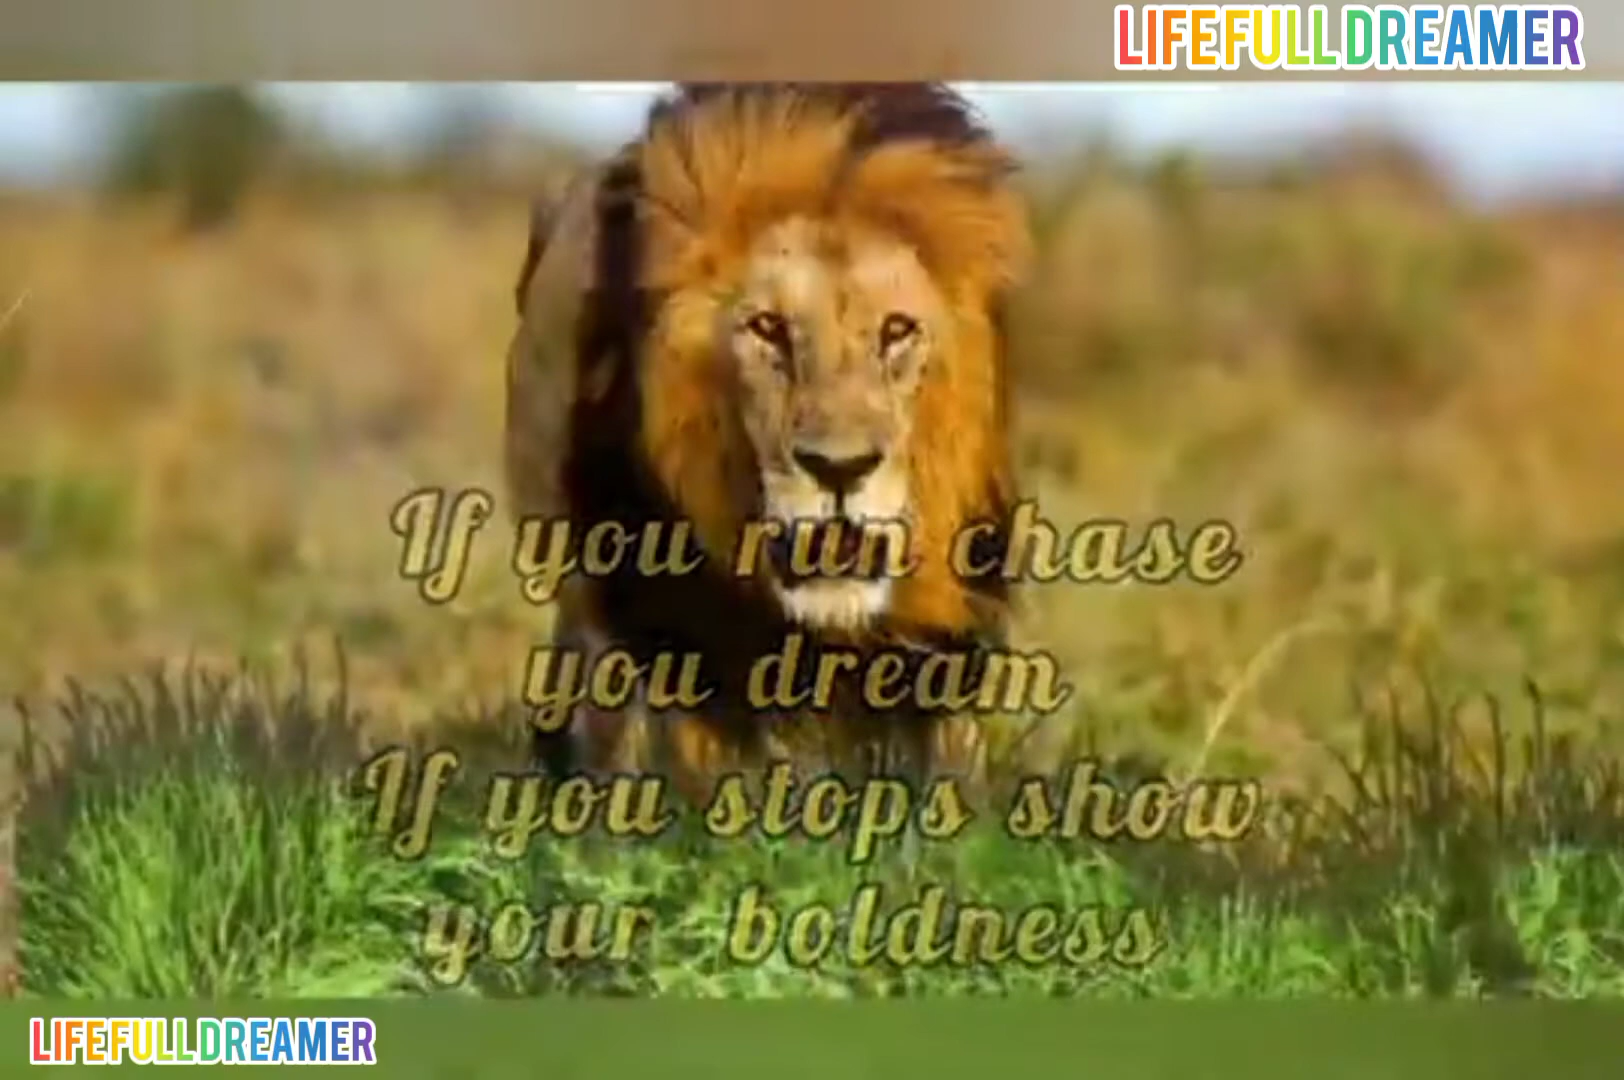 LIFEFULLDREAMER
If you run chase
you dream
If you stops show
your boldness
LIFEFULLDREAMER